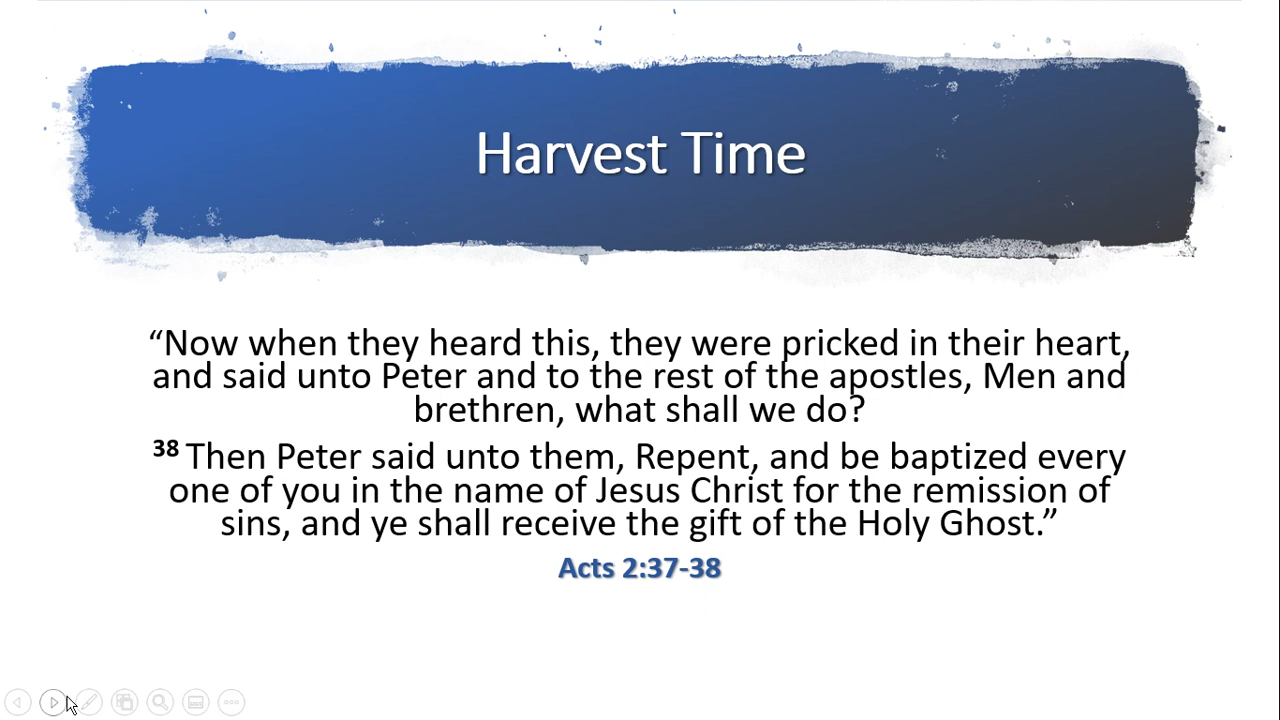 Harvest Time
“Now when they heard this, they were pricked in their heart,
and said unto Peter and to the rest of the apostles, Men and
brethren, what shall we do?
38 Then Peter said unto them, Repent, and be baptized every
one of you in the name of Jesus Christ for the remission of
sins, and ye shall receive the gift of the Holy Ghost.”
Acts 2:37-38